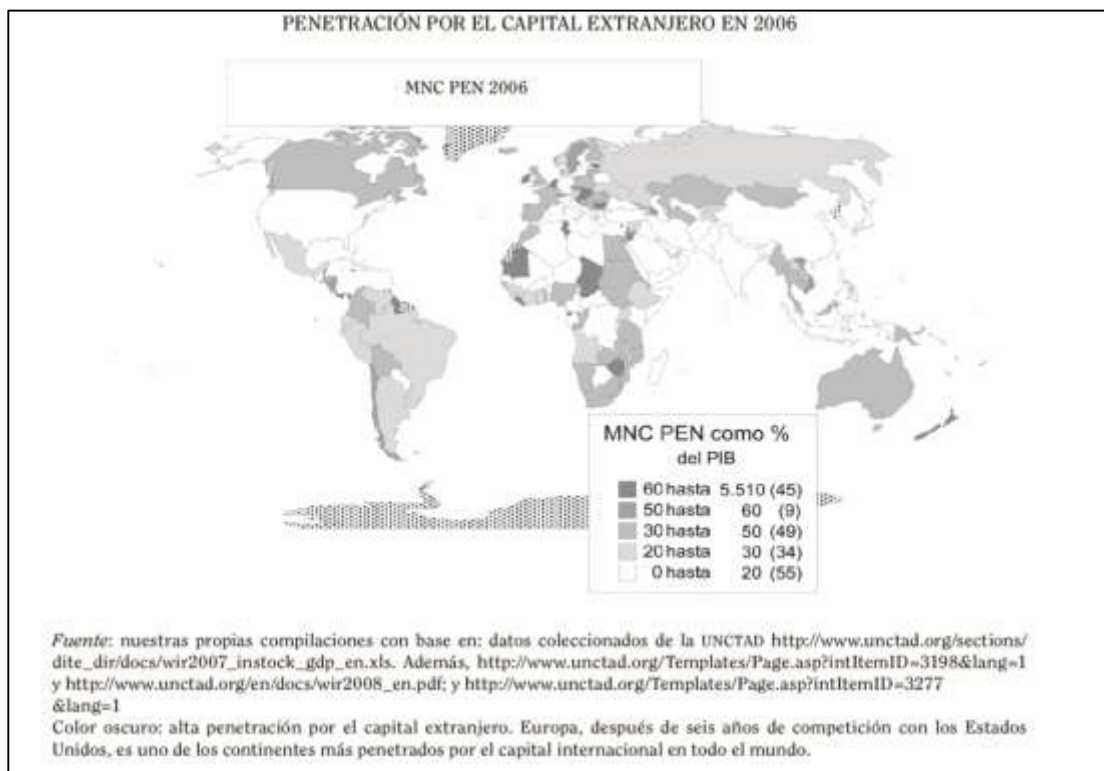 PENETRACIÓN POR EL CAPITAL EXTRANJERO EN 2006
MNC PEN 2006
MNC PEN como %
del PIB
60 hasta 5.510 (45)
50 hasta 60 (9)
30 hasta 50 (49)
20 hasta 30 (34)
0 hasta 20 (55)
Fuente: nuestras propias compilaciones con base en: datos coleccionados de la UNCTAD http://www.unctad.org/sections/
dite_dir/docs/wir2007_instock_gdp_en.xls. Además, http://www.unctad.org/Templates/Page.asp?intItemID=3198&lang=1
y http://www.unctad.org/en/docs/wir2008_en.pdf; y http://www.unctad.org/Templates/Page.asp?intItemID=3277
&lang=1
Color oscuro: alta penetración por el capital extranjero. Europa, después de seis años de competición con los Estados
Unidos, es uno de los continentes más penetrados por el capital internacional en todo el mundo.